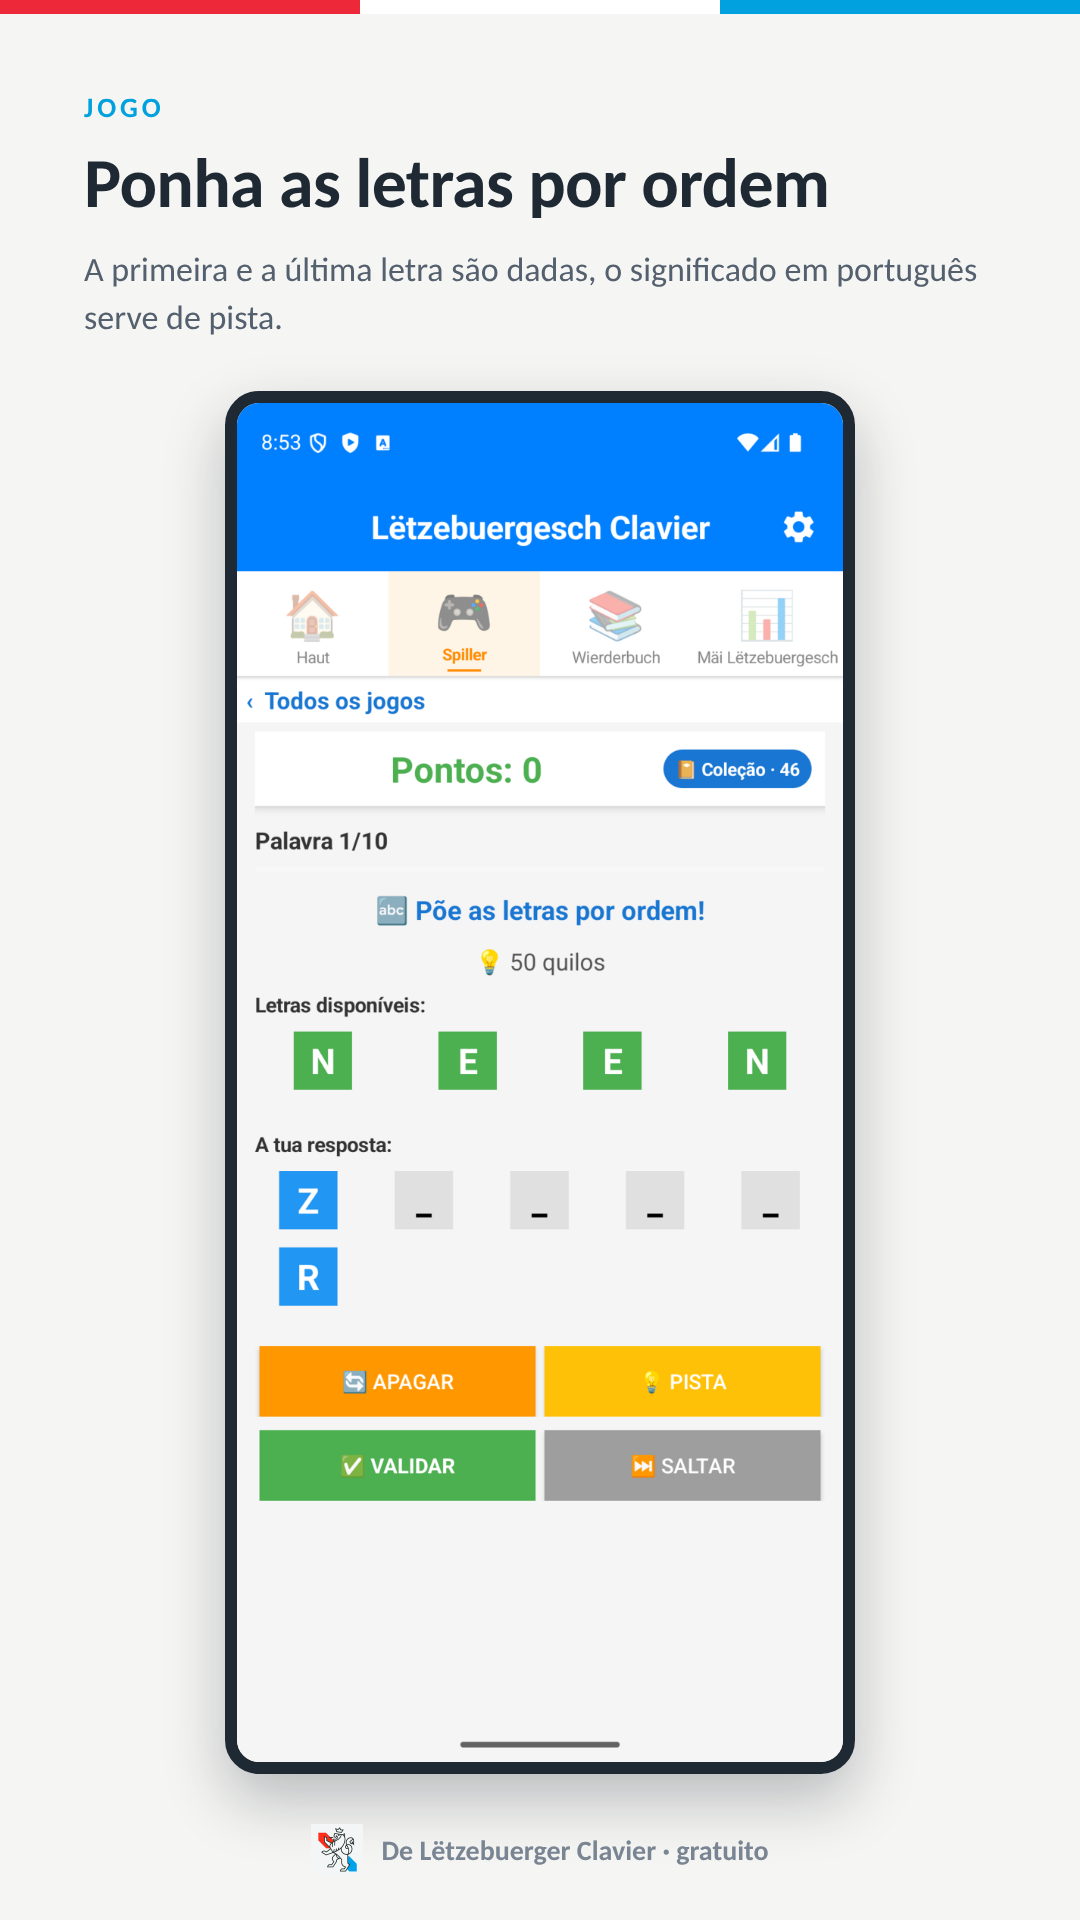 JOGO
Ponha as letras por ordem
A primeira e a última letra são dadas, o significado em português
serve de pista.
8:53
Lëtzebuergesch Clavier
Haut
Spiller
Wierderbuch
Mäi Lëtzebuergesch
‹ Todos os jogos
Pontos: 0
Coleção · 46
Palavra 1/10
abc Põe as letras por ordem!
50 quilos
Letras disponíveis:
N E E N
A tua resposta:
Z _ _ _ _
R
APAGAR
PISTA
VALIDAR
SALTAR
De Lëtzebuerger Clavier · gratuito